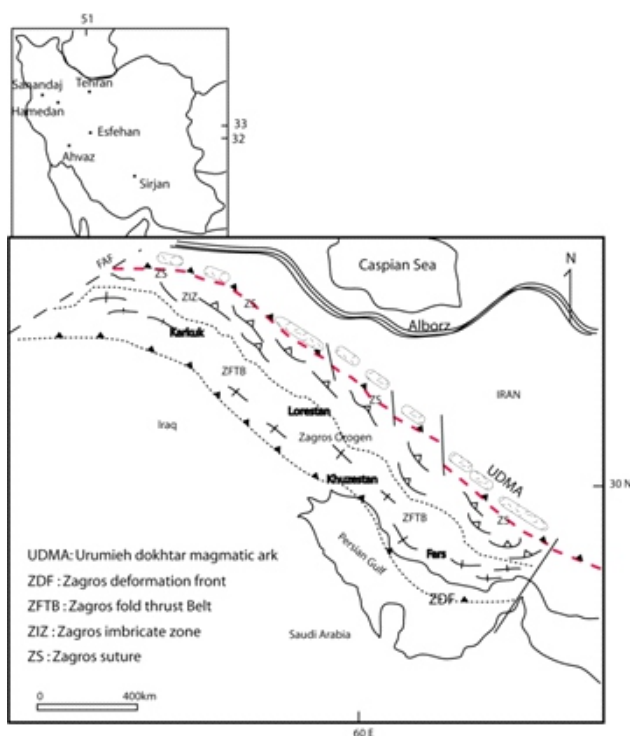 51
Sanandaj
Tehran
Hamedan
33
Esfehan
32
Ahvaz
Sirjan
FAF
ZS
N
Caspian Sea
ZIZ
ZS
Alborz
Karkuk
ZFTB
IRAN
ZS
Lorestan
Iraq
Zagros Orogen
Khuzestan
UDMA
30 N
ZFTB
ZS
Persian Gulf
Fars
UDMA: Urumieh dokhtar magmatic ark
ZDF : Zagros deformation front
ZDF
ZFTB : Zagros fold thrust Belt
ZIZ : Zagros imbricate zone
Saudi Arabia
ZS : Zagros suture
0 400km
60 E